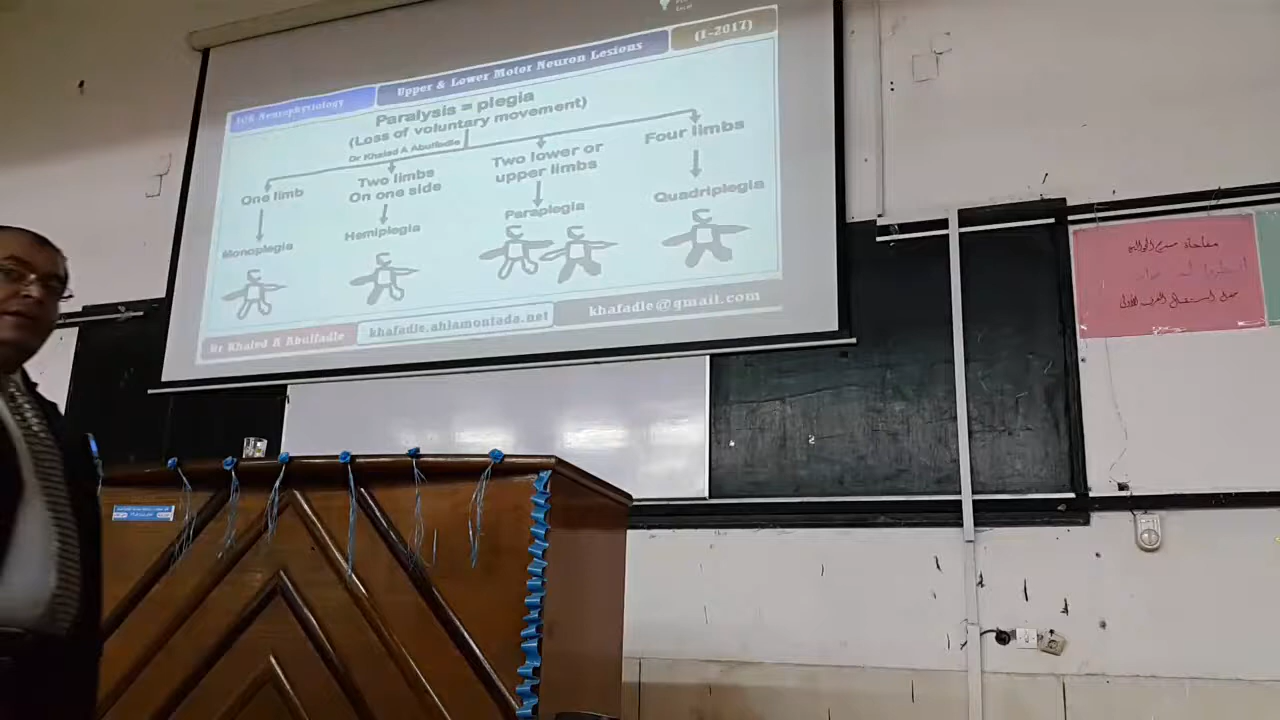 Upper & Lower Motor Neuron Lesions
(1-2017)
Neurophysiology
Paralysis = plegia
(Loss of voluntary movement)
Dr Khaled A Abulfadle
One limb
Two limbs
On one side
Two lower or
upper limbs
Four limbs
Monoplegia
Hemiplegia
Paraplegia
Quadriplegia
Dr Khaled A Abulfadle
khafadle.ahlamontada.net
khafadle@gmail.com
مفاجأة